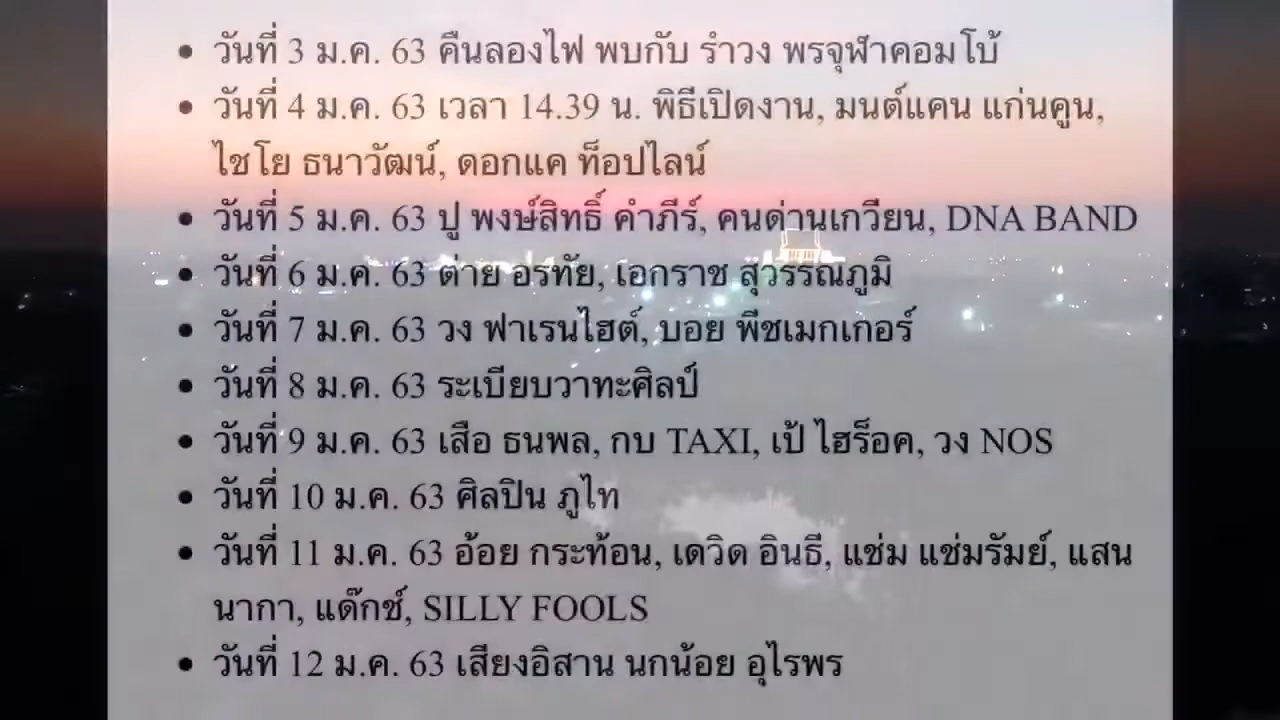 • วันที่ 3 ม.ค. 63 คืนลองไฟ พบกับ รำวง พรจุฬาคอมโบ้
• วันที่ 4 ม.ค. 63 เวลา 14.39 น. พิธีเปิดงาน, มนต์แคน แก่นคูน,
ไชโย ธนาวัฒน์, ดอกแค ท็อปไลน์
• วันที่ 5 ม.ค. 63 ปู พงษ์สิทธิ์ คำภีร์, คนด่านเกวียน, DNA BAND
• วันที่ 6 ม.ค. 63 ต่าย อรทัย, เอกราช สุวรรณภูมิ
• วันที่ 7 ม.ค. 63 วง ฟาเรนไฮต์, บอย พีชเมกเกอร์
• วันที่ 8 ม.ค. 63 ระเบียบวาทะศิลป์
• วันที่ 9 ม.ค. 63 เสือ ธนพล, กบ TAXI, เป้ ไฮร็อค, วง NOS
• วันที่ 10 ม.ค. 63 ศิลปิน ภูไท
• วันที่ 11 ม.ค. 63 อ้อย กระท้อน, เดวิด อินธี, แช่ม แช่มรัมย์, แสน
นากา, แด๊กซ์, SILLY FOOLS
• วันที่ 12 ม.ค. 63 เสียงอิสาน นกน้อย อุไรพร